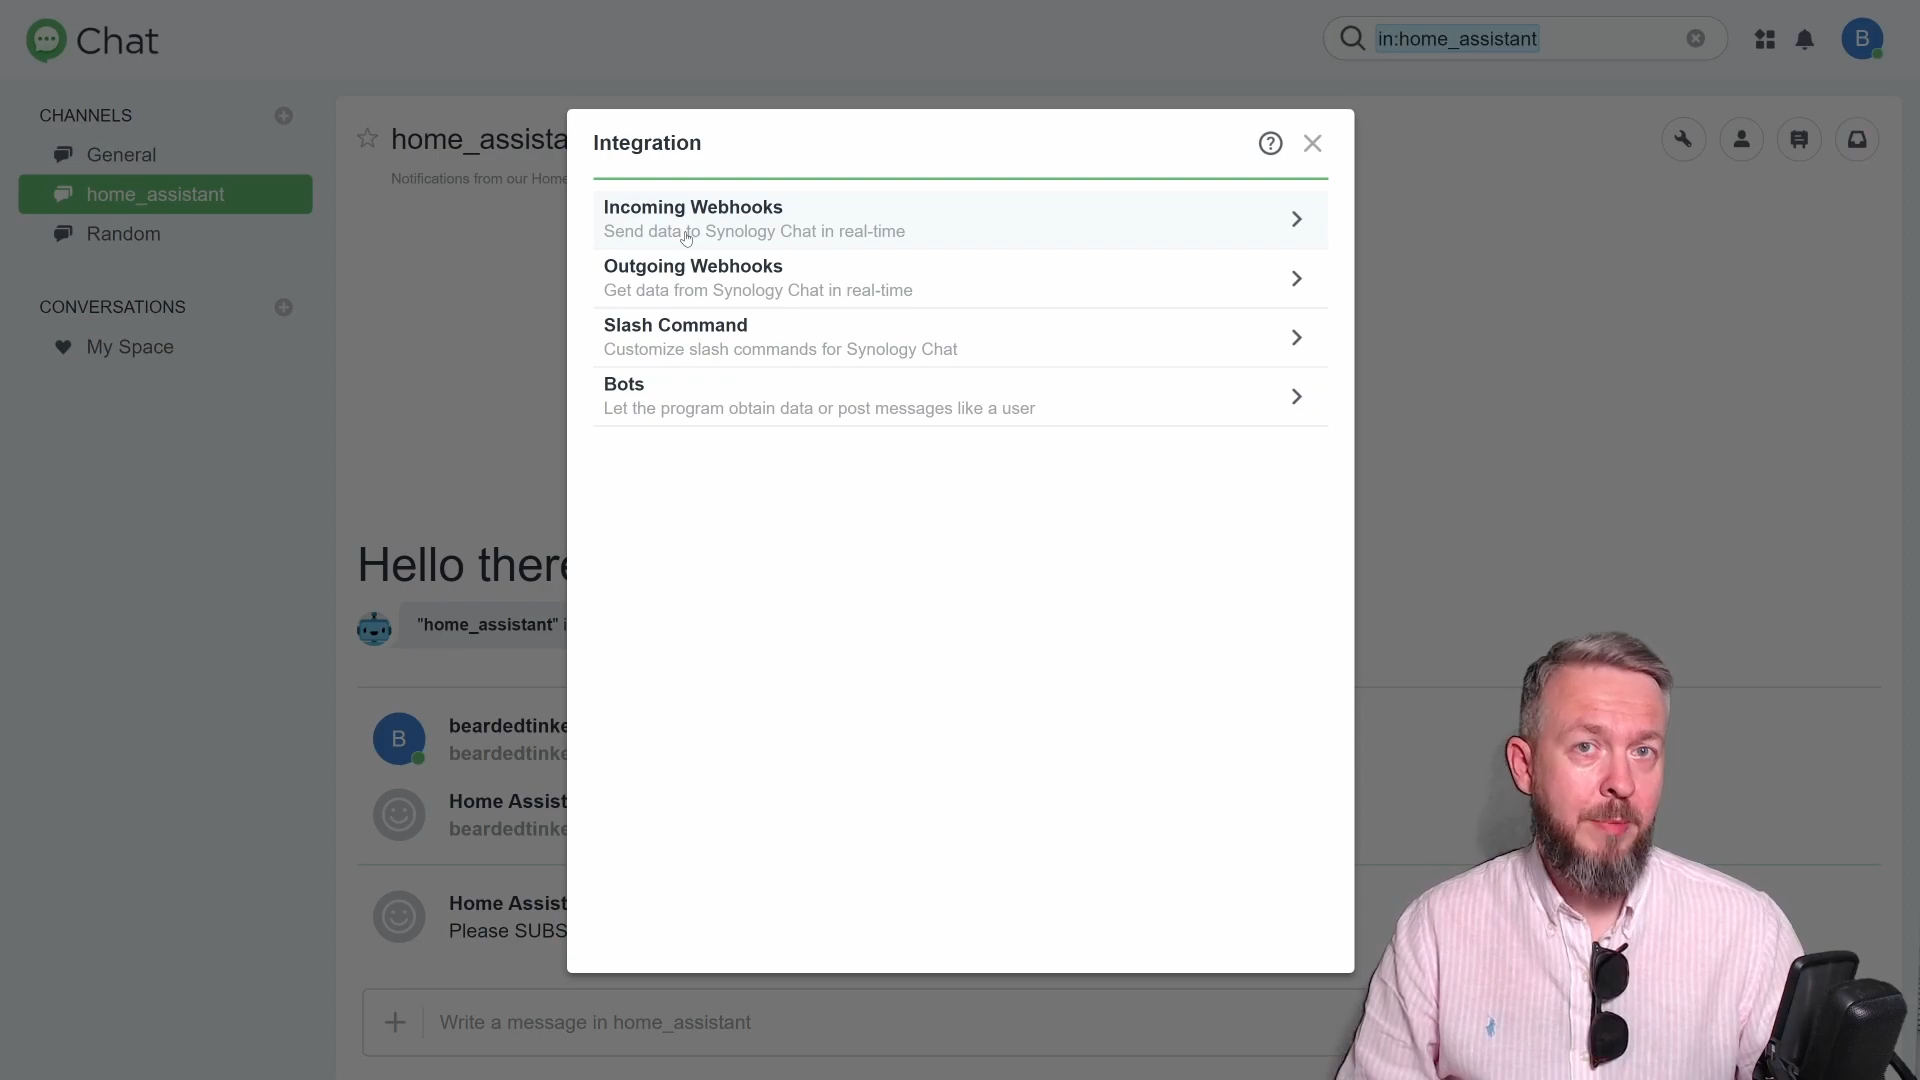 Chat
in:home_assistant
B
CHANNELS
General
home_assistant
Random
CONVERSATIONS
My Space
home_assista
Notifications from our Home
Hello there
"home_assistant" i
B
beardedtinke
beardedtinke
Home Assist
beardedtinke
Home Assist
Please SUBS
Write a message in home_assistant
Integration
?
Incoming Webhooks
Send data to Synology Chat in real-time
Outgoing Webhooks
Get data from Synology Chat in real-time
Slash Command
Customize slash commands for Synology Chat
Bots
Let the program obtain data or post messages like a user